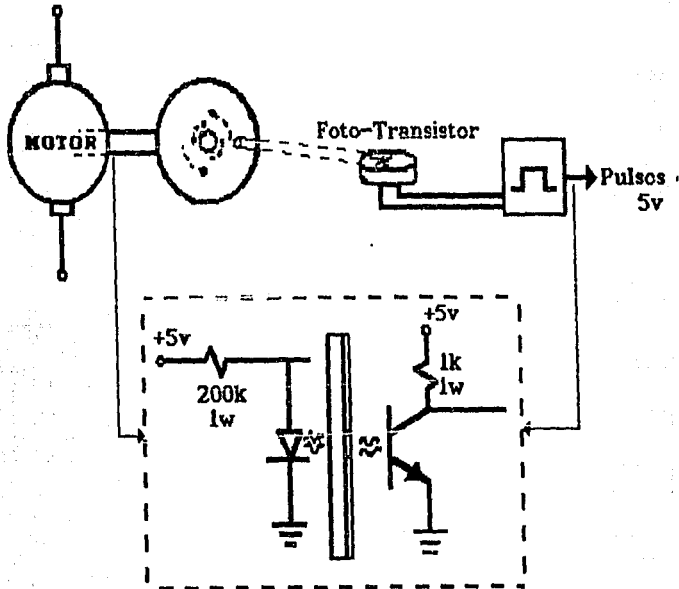 Foto-Transistor
MOTOR
Pulsos
5v
+5v
200k
1w
+5v
1k
1w